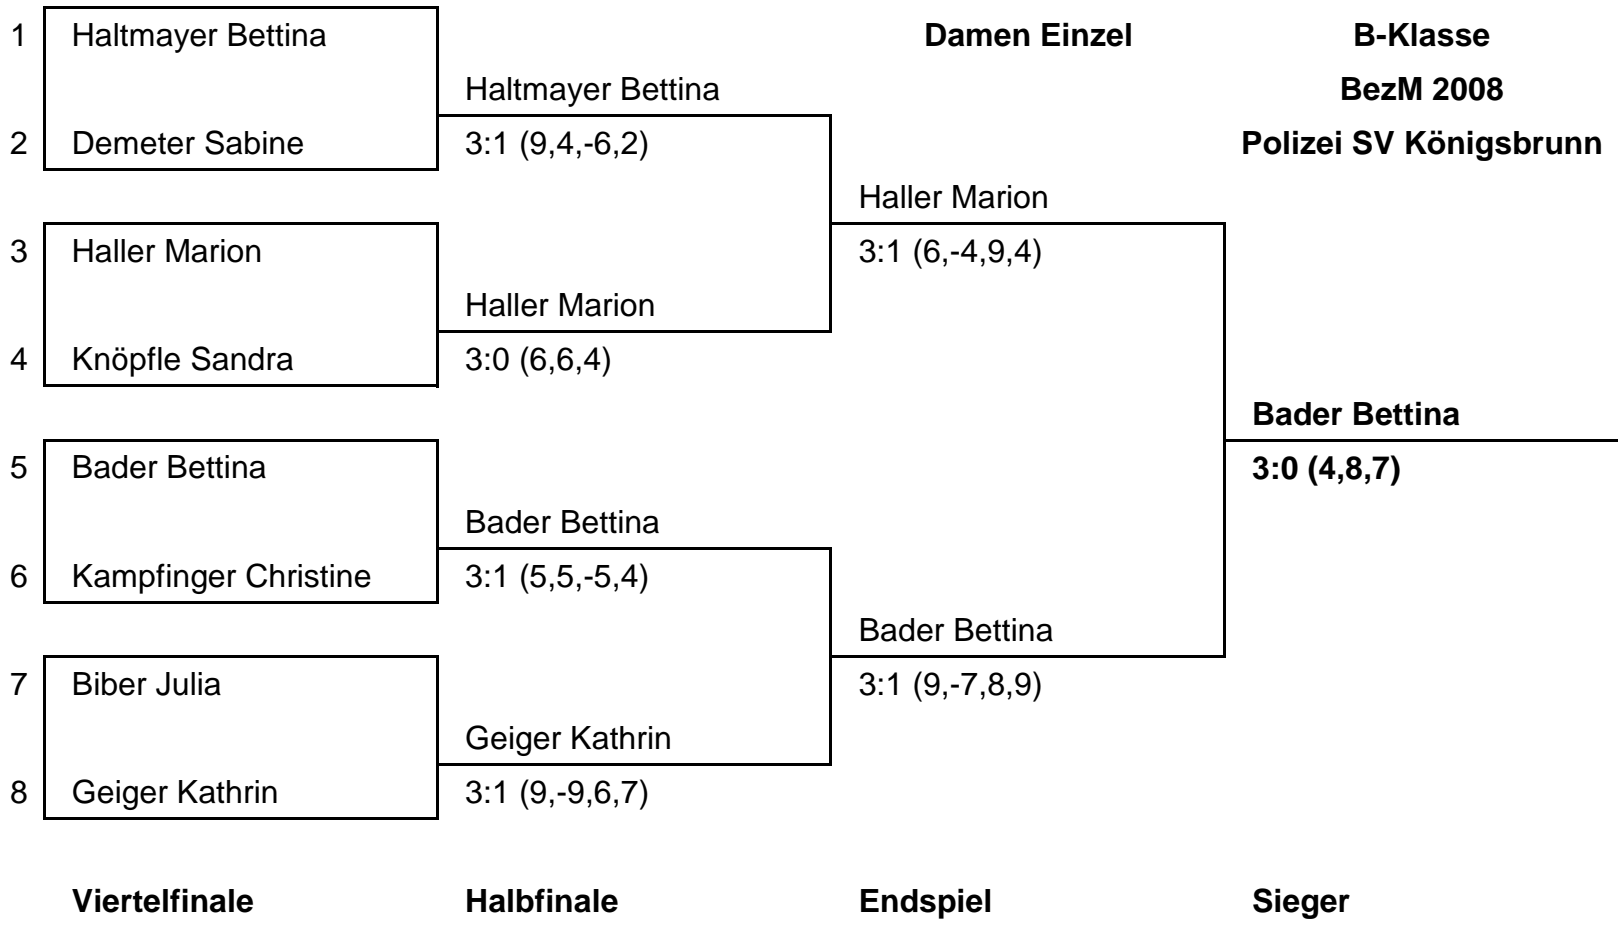 1 Haltmayer Bettina Damen Einzel B-Klasse
Haltmayer Bettina BezM 2008
2 Demeter Sabine 3:1 (9,4,-6,2) Polizei SV Königsbrunn
Haller Marion
3 Haller Marion 3:1 (6,-4,9,4)
Haller Marion
4 Knöpfle Sandra 3:0 (6,6,4)
Bader Bettina
5 Bader Bettina 3:0 (4,8,7)
Bader Bettina
6 Kampfinger Christine 3:1 (5,5,-5,4)
Bader Bettina
7 Biber Julia 3:1 (9,-7,8,9)
Geiger Kathrin
8 Geiger Kathrin 3:1 (9,-9,6,7)
Viertelfinale Halbfinale Endspiel Sieger